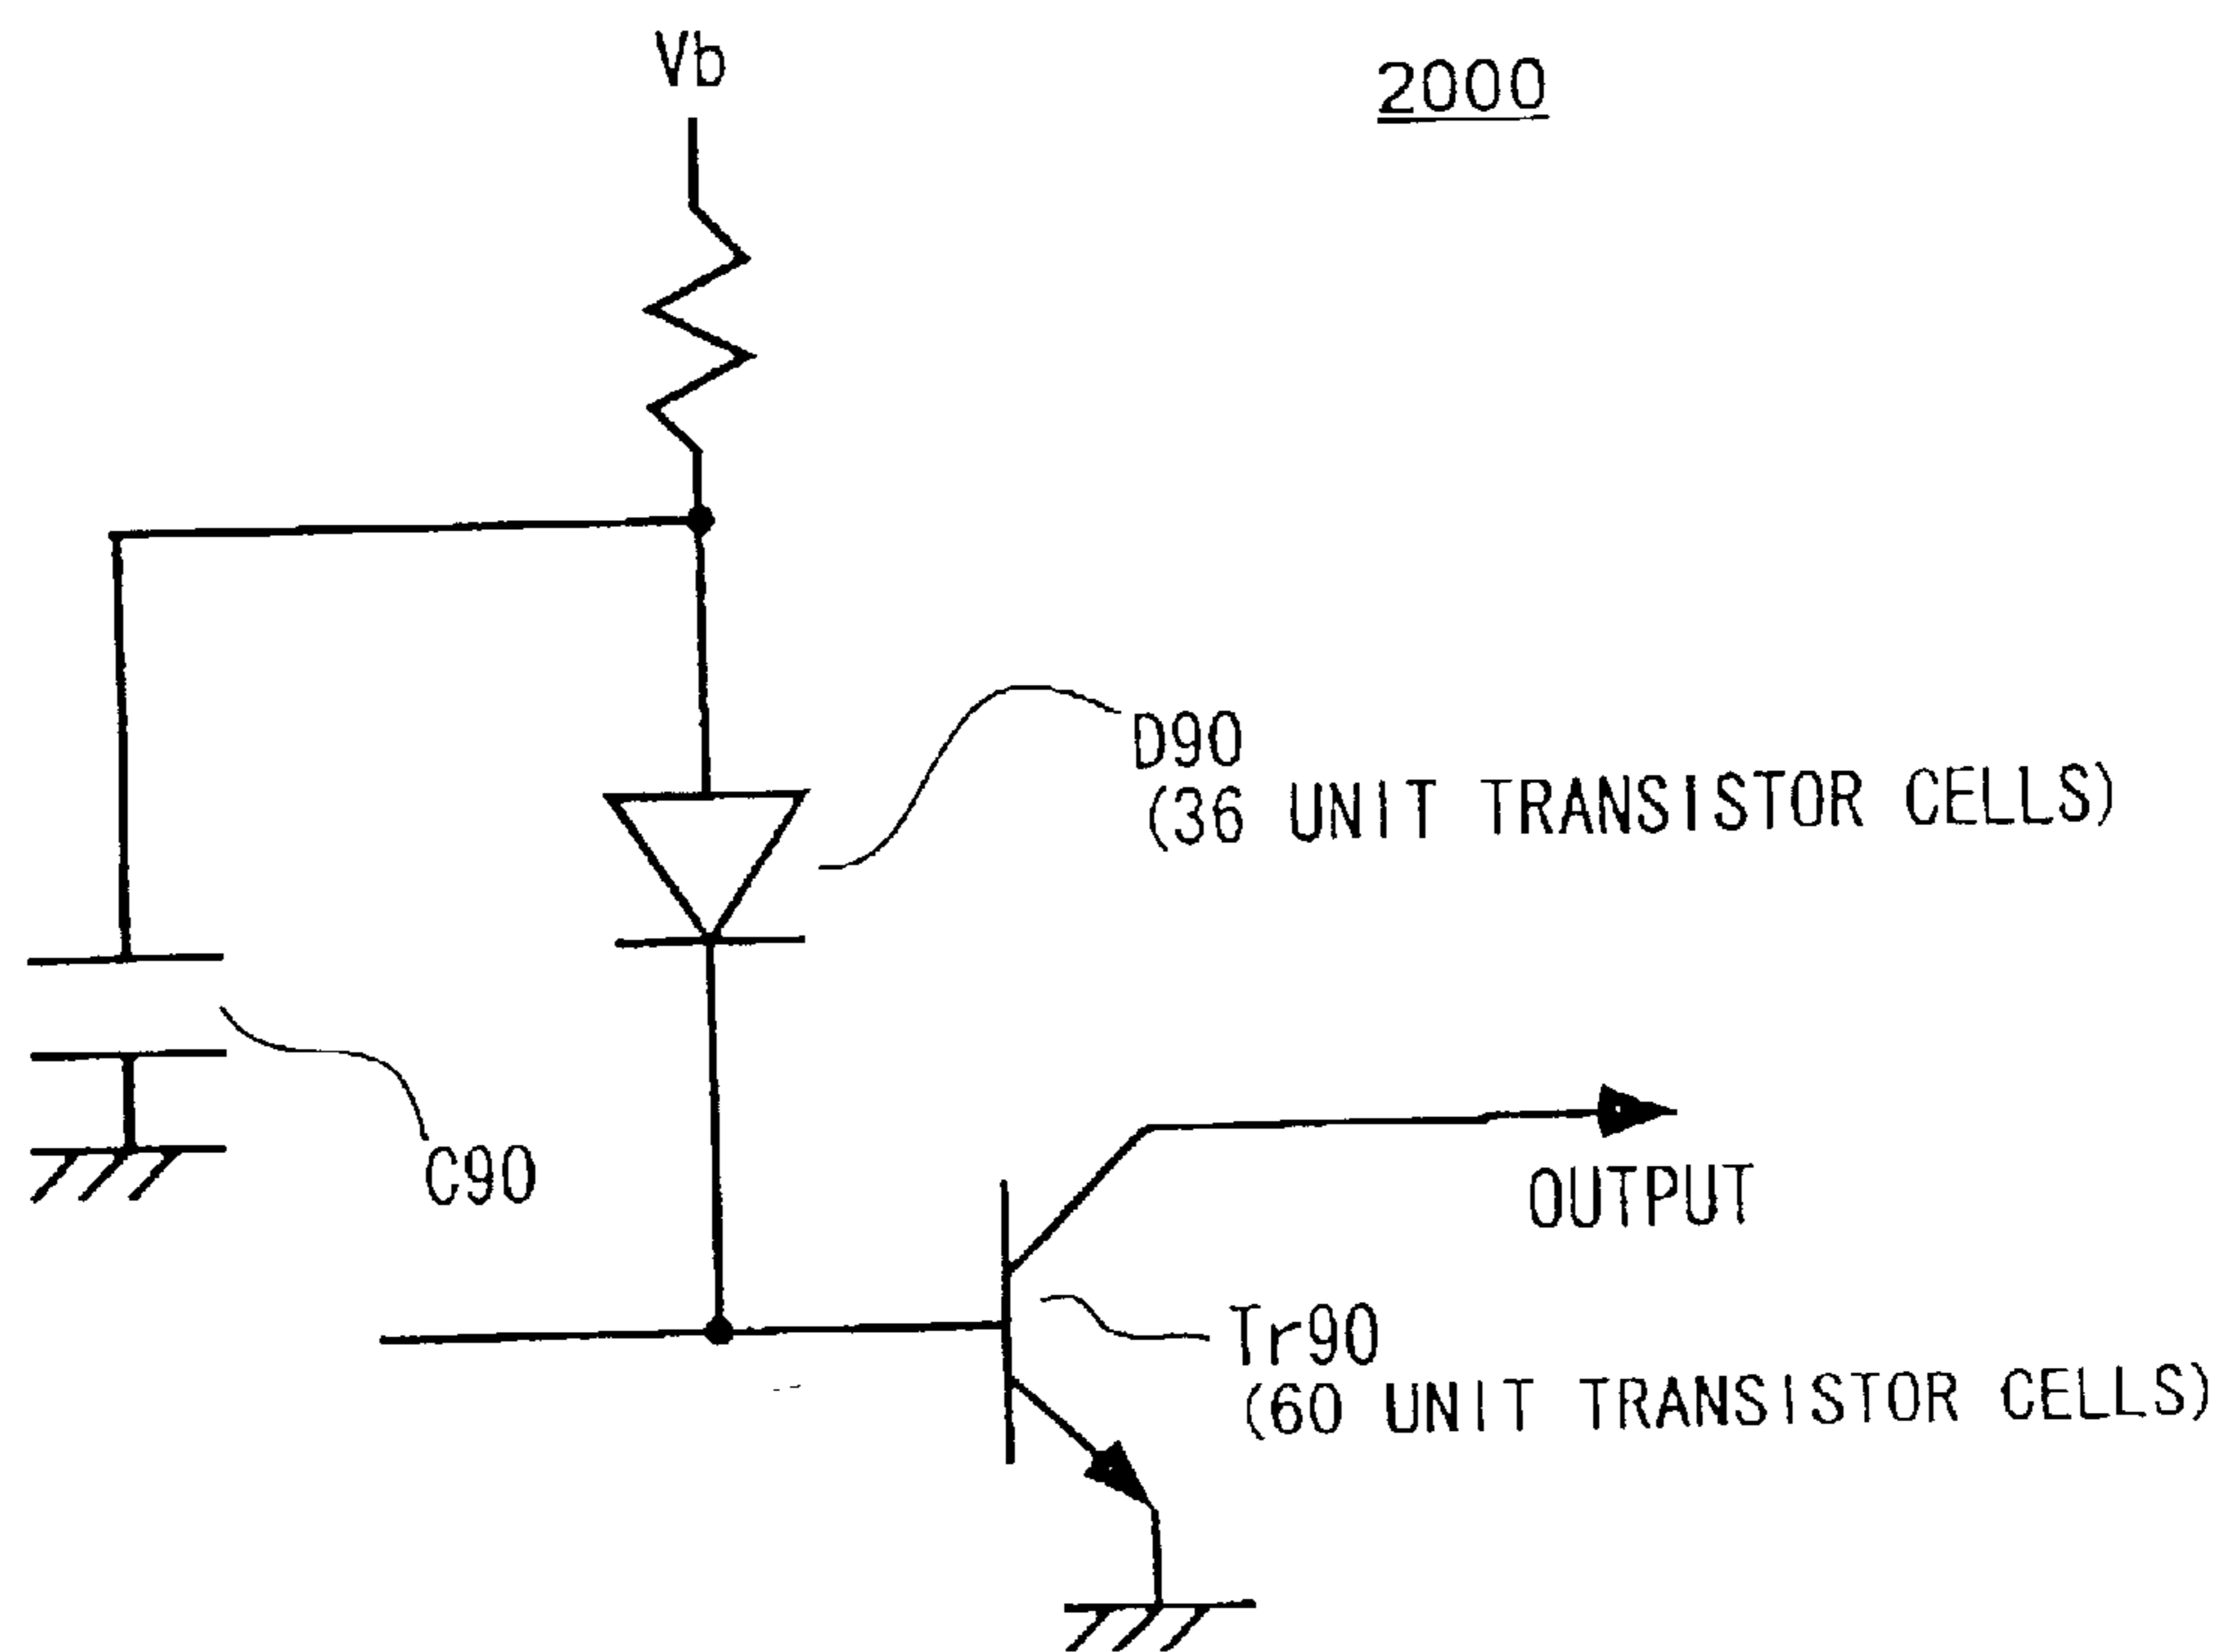 Vb
2000
D90
(36 UNIT TRANSISTOR CELLS)
C90
OUTPUT
Tr90
(60 UNIT TRANSISTOR CELLS)